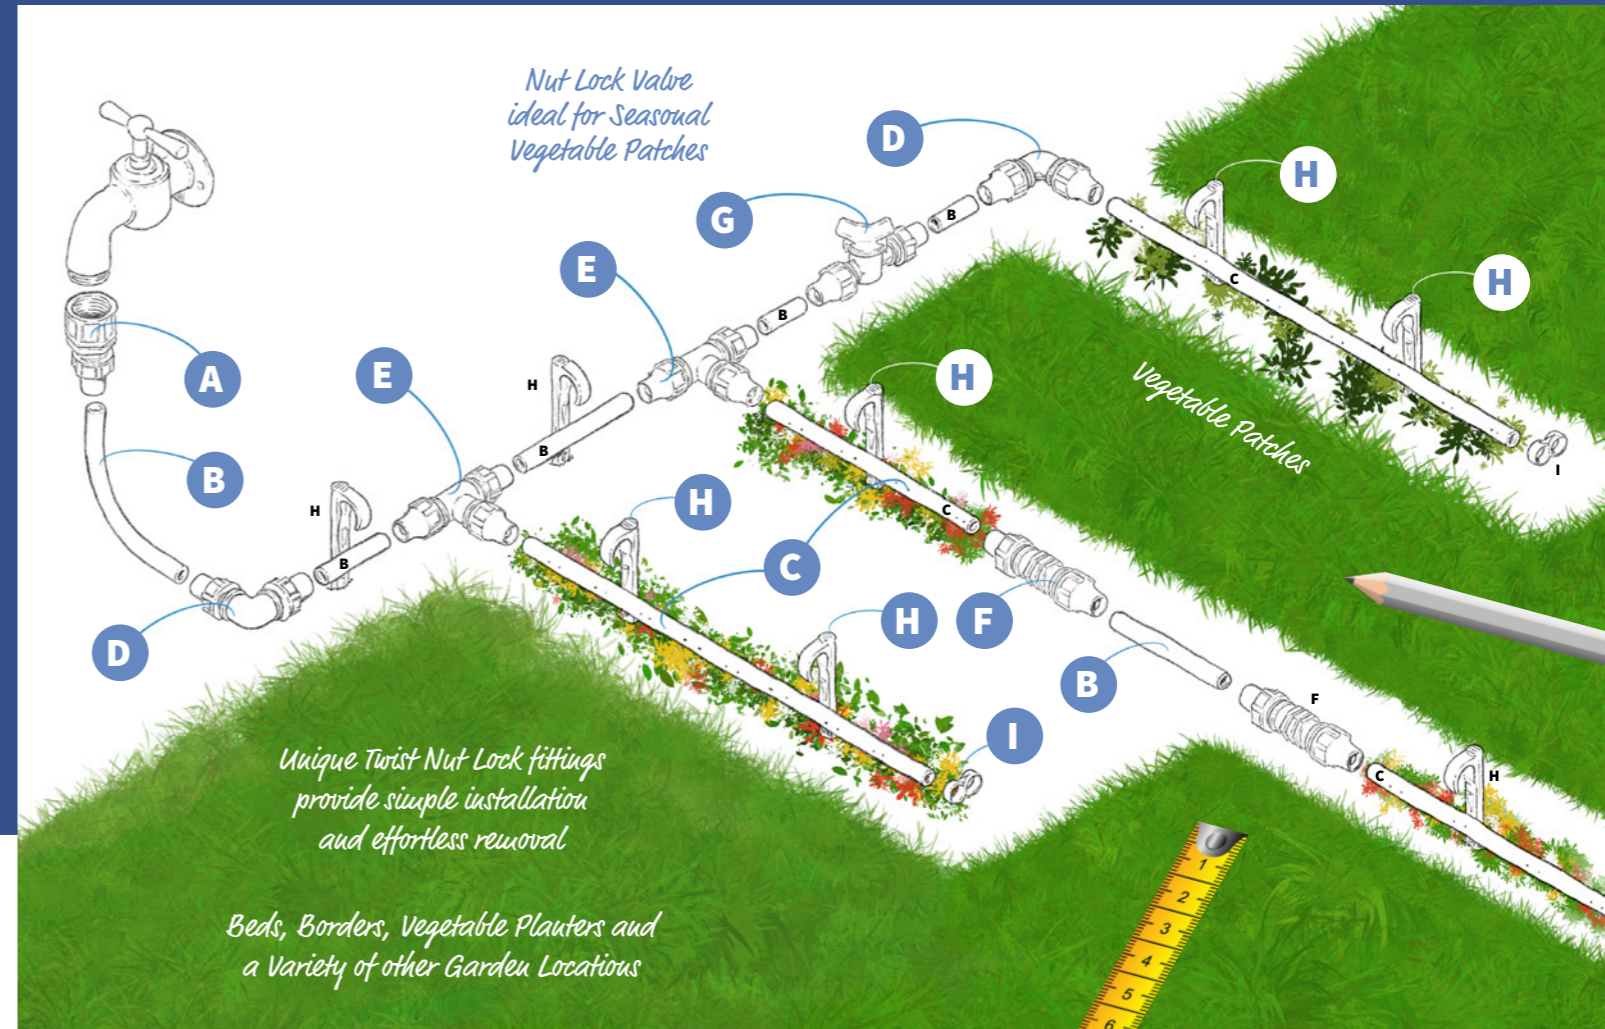 Nut Lock Valve
ideal for Seasonal
Vegetable Patches
D
H
B
G
H
C
E
B
H
E
A
H
Vegetable Patches
B
I
B
H
H
C
C
H
B
C
H
F
D
B
F
I
C
H
Unique Twist Nut Lock fittings
provide simple installation
and effortless removal
Beds, Borders, Vegetable Planters and
a Variety of other Garden Locations
1
2
3
4
5
6